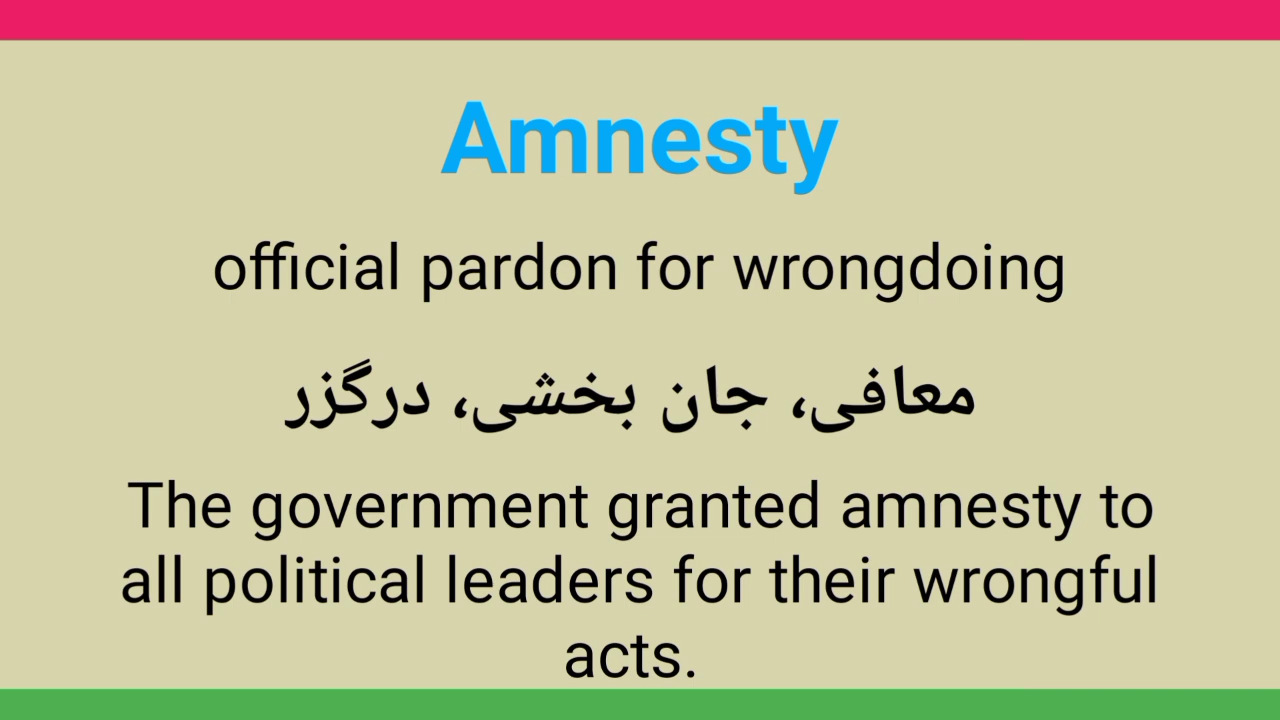 Amnesty
official pardon for wrongdoing
معافی، جان بخشی، درگزر
The government granted amnesty to
all political leaders for their wrongful
acts.